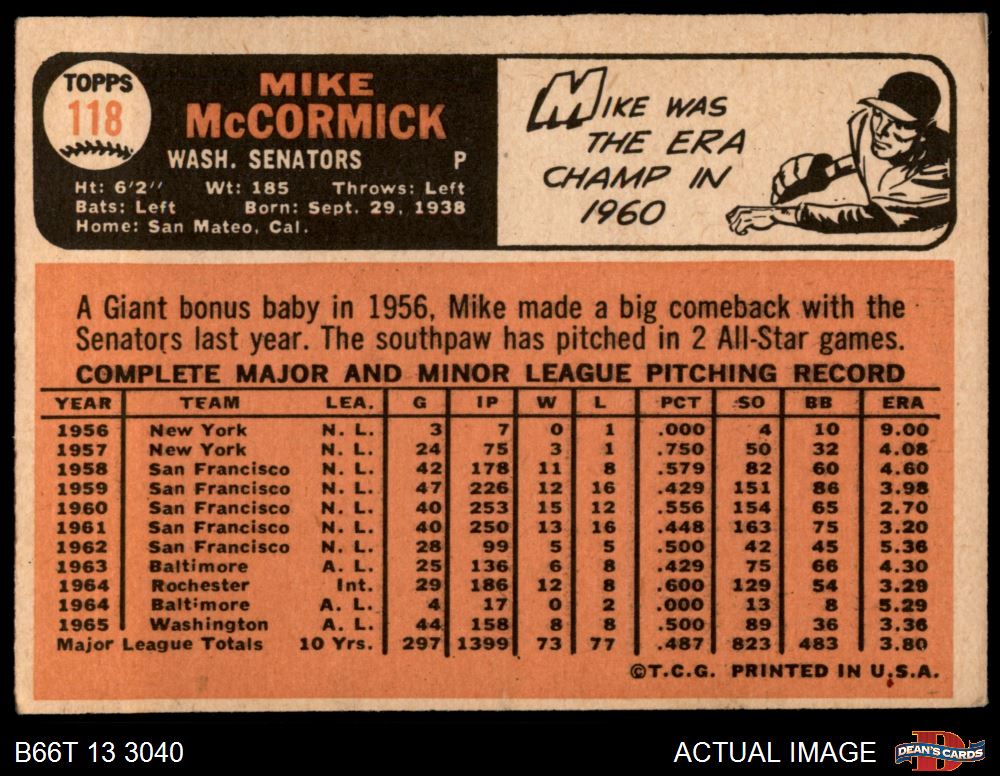 TOPPS
118
MIKE
McCORMICK
WASH. SENATORS P
Ht: 6'2" Wt: 185 Throws: Left
Bats: Left Born: Sept. 29, 1938
Home: San Mateo, Cal.
MIKE WAS
THE ERA
CHAMP IN
1960
A Giant bonus baby in 1956, Mike made a big comeback with the
Senators last year. The southpaw has pitched in 2 All-Star games.
COMPLETE MAJOR AND MINOR LEAGUE PITCHING RECORD
YEAR TEAM LEA. G IP W L PCT SO BB ERA
1956 New York N. L. 3 7 0 1 .000 4 10 9.00
1957 New York N. L. 24 75 3 1 .750 50 32 4.08
1958 San Francisco N. L. 42 178 11 8 .579 82 60 4.60
1959 San Francisco N. L. 47 226 12 16 .429 151 86 3.98
1960 San Francisco N. L. 40 253 15 12 .556 154 65 2.70
1961 San Francisco N. L. 40 250 13 16 .448 163 75 3.20
1962 San Francisco N. L. 28 99 5 5 .500 42 45 5.36
1963 Baltimore A. L. 25 136 6 8 .429 75 66 4.30
1964 Rochester Int. 29 186 12 8 .600 129 54 3.29
1964 Baltimore A. L. 4 17 0 2 .000 13 8 5.29
1965 Washington A. L. 44 158 8 8 .500 89 36 3.36
Major League Totals 10 Yrs. 297 1399 73 77 .487 823 483 3.80
©T.C.G. PRINTED IN U.S.A.
B66T 13 3040
ACTUAL IMAGE
DEAN'S CARDS